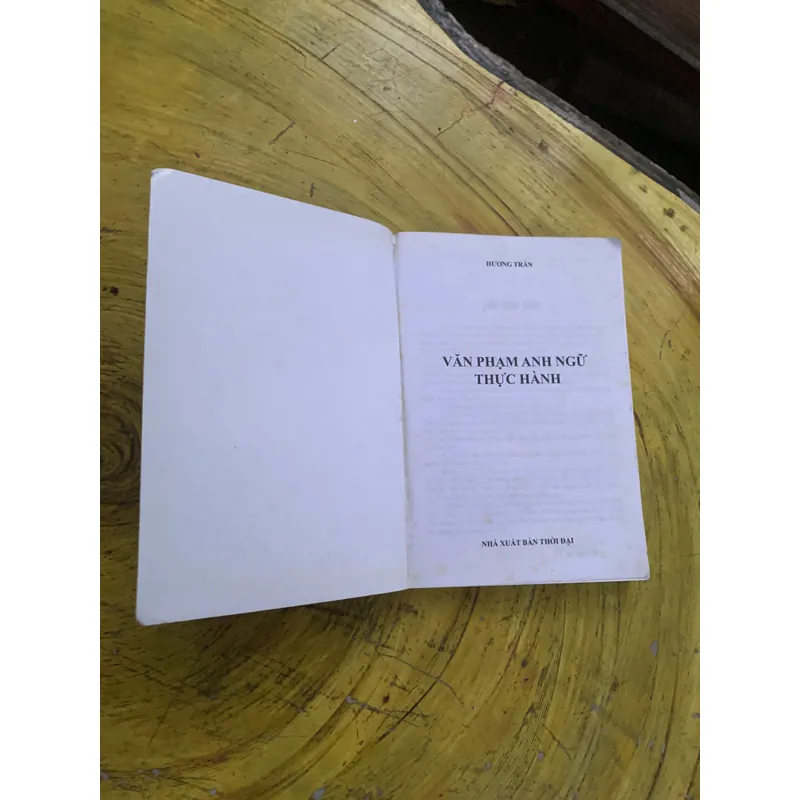 HƯƠNG TRẦN
VĂN PHẠM ANH NGỮ
THỰC HÀNH
NHÀ XUẤT BẢN THỜI ĐẠI